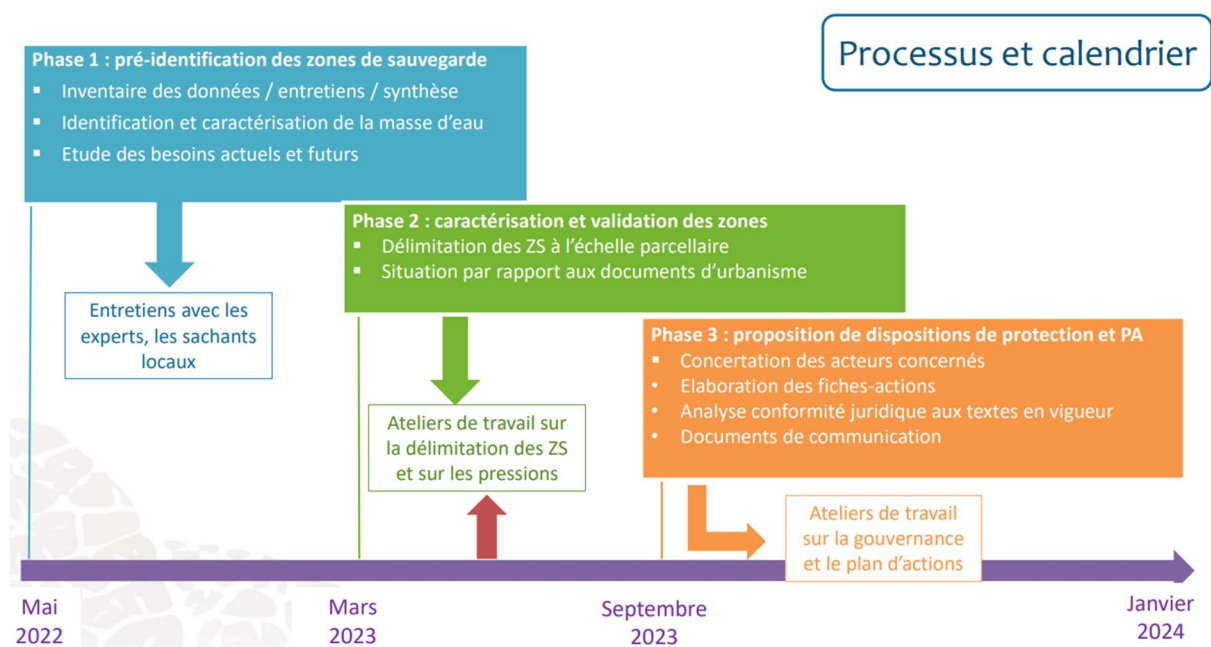 Processus et calendrier
Phase 1 : pré-identification des zones de sauvegarde
▪ Inventaire des données / entretiens / synthèse
▪ Identification et caractérisation de la masse d’eau
▪ Etude des besoins actuels et futurs
Phase 2 : caractérisation et validation des zones
▪ Délimitation des ZS à l’échelle parcellaire
▪ Situation par rapport aux documents d’urbanisme
Entretiens avec les
experts, les sachants
locaux
Phase 3 : proposition de dispositions de protection et PA
▪ Concertation des acteurs concernés
• Elaboration des fiches-actions
• Analyse conformité juridique aux textes en vigueur
• Documents de communication
Ateliers de travail sur
la délimitation des ZS
et sur les pressions
Ateliers de travail
sur la gouvernance
et le plan d’actions
Mai
2022
Mars
2023
Septembre
2023
Janvier
2024